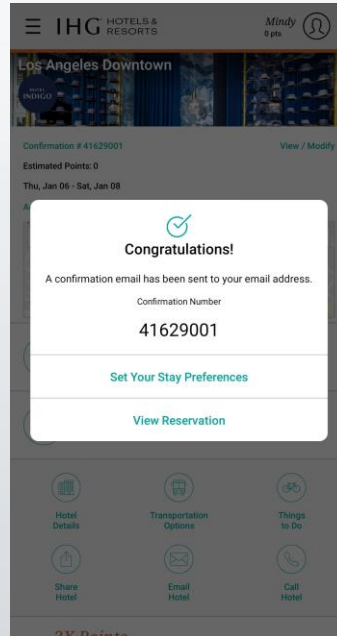 IHG HOTELS & RESORTS
Mindy
0 pts
Los Angeles Downtown
HOTEL
INDIGO
Confirmation # 41629001
View / Modify
Estimated Points: 0
Thu, Jan 06 - Sat, Jan 08
Congratulations!
A confirmation email has been sent to your email address.
Confirmation Number
41629001
Set Your Stay Preferences
View Reservation
Hotel
Details
Transportation
Options
Things
to Do
Share
Hotel
Email
Hotel
Call
Hotel
2X Points